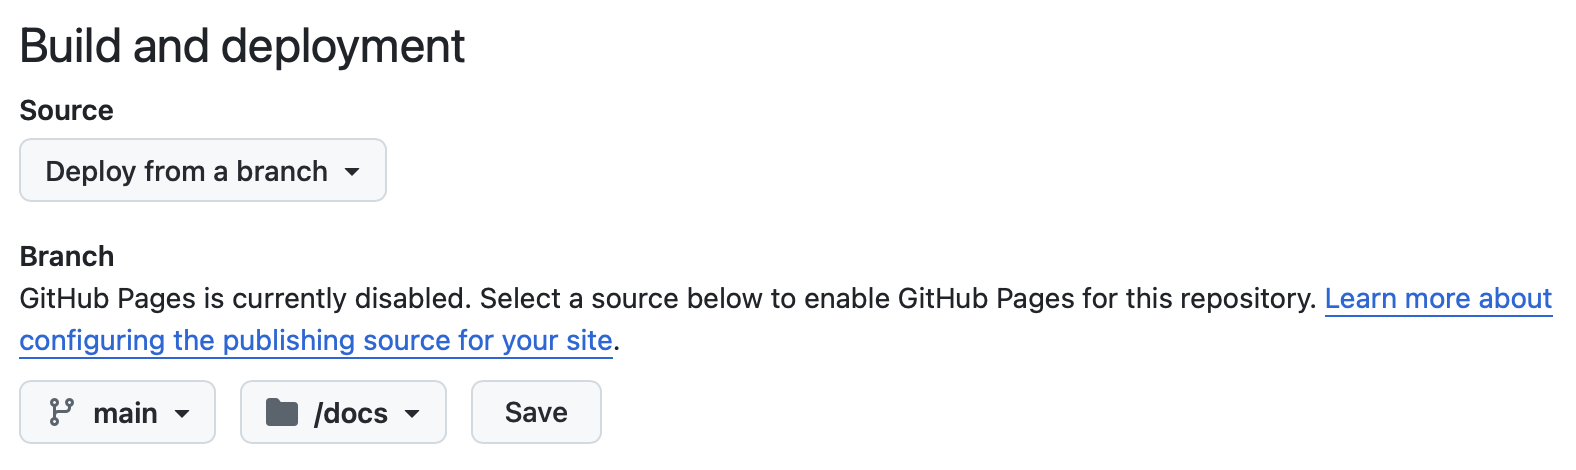 Build and deployment
Source
Deploy from a branch
Branch
GitHub Pages is currently disabled. Select a source below to enable GitHub Pages for this repository. Learn more about
configuring the publishing source for your site.
main /docs Save